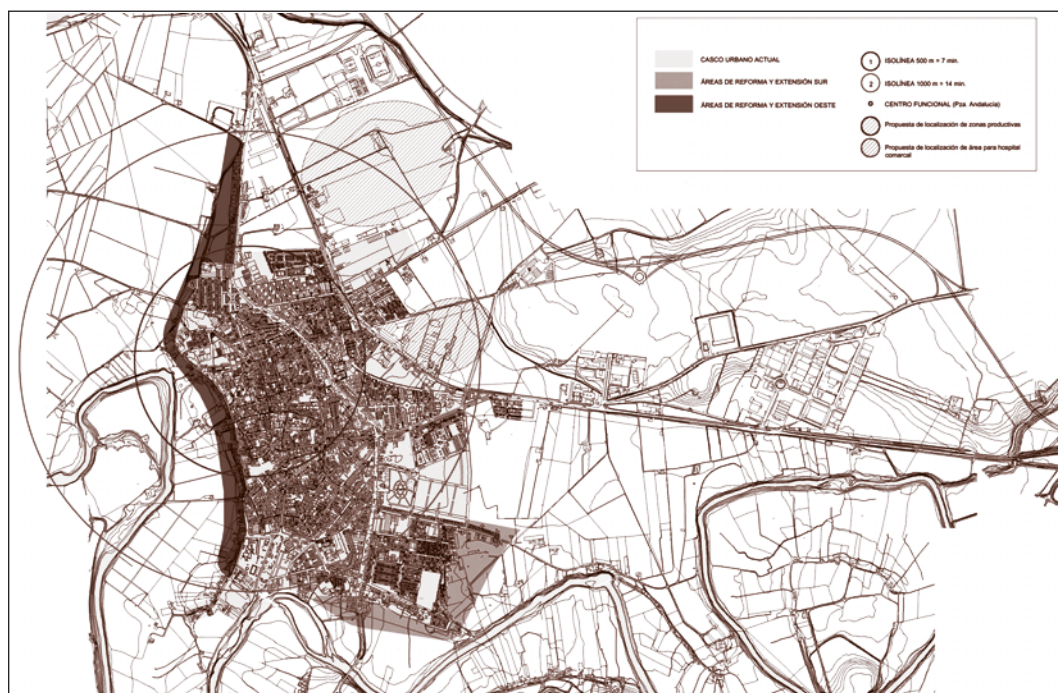 CASCO URBANO ACTUAL
ÁREAS DE REFORMA Y EXTENSIÓN SUR
ÁREAS DE REFORMA Y EXTENSIÓN OESTE
1 ISOLÍNEA 500 m = 7 min.
2 ISOLÍNEA 1000 m = 14 min.
CENTRO FUNCIONAL (Pza. Andalucía)
Propuesta de localización de zonas productivas
Propuesta de localización de área para hospital
comarcal